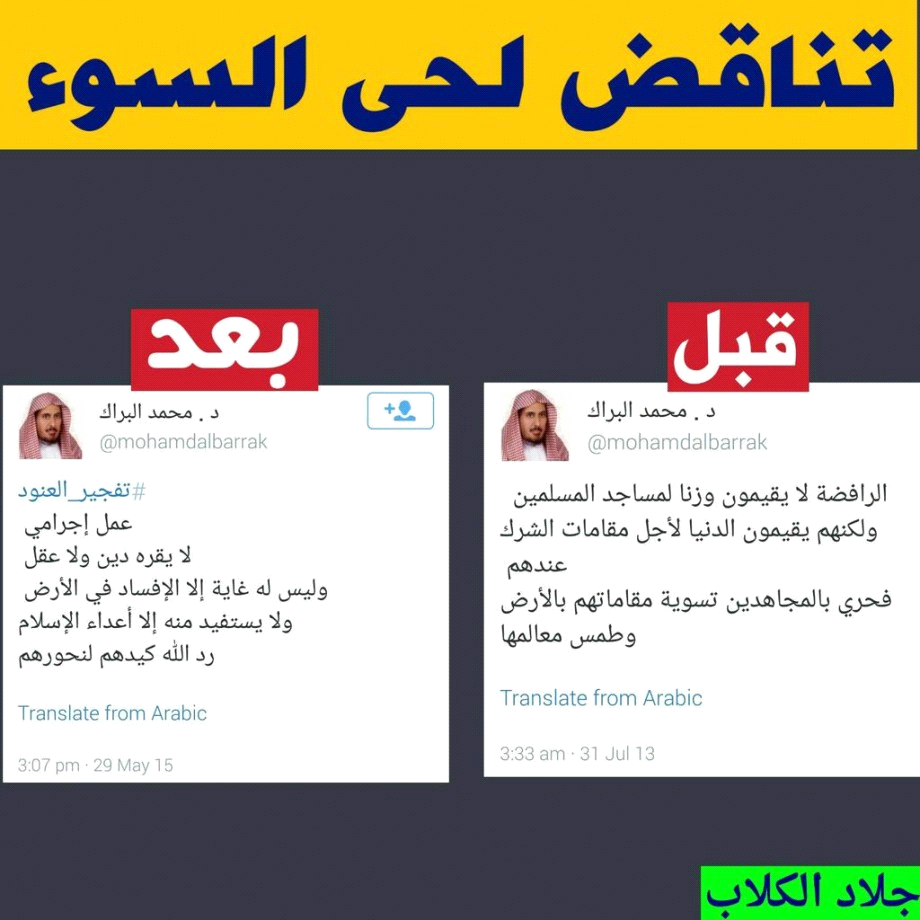 تناقض لحى السوء
قبل
د . محمد البراك
@mohamdalbarrak
الرافضة لا يقيمون وزنا لمساجد المسلمين
ولكنهم يقيمون الدنيا لأجل مقامات الشرك
عندهم
فحري بالمجاهدين تسوية مقاماتهم بالأرض
وطمس معالمها
Translate from Arabic
3:33 am · 31 Jul 13
بعد
د . محمد البراك
@mohamdalbarrak
#تفجير_العنود
عمل إجرامي
لا يقره دين ولا عقل
وليس له غاية إلا الإفساد في الأرض
ولا يستفيد منه إلا أعداء الإسلام
رد الله كيدهم لنحورهم
Translate from Arabic
3:07 pm · 29 May 15
جلاد الكلاب